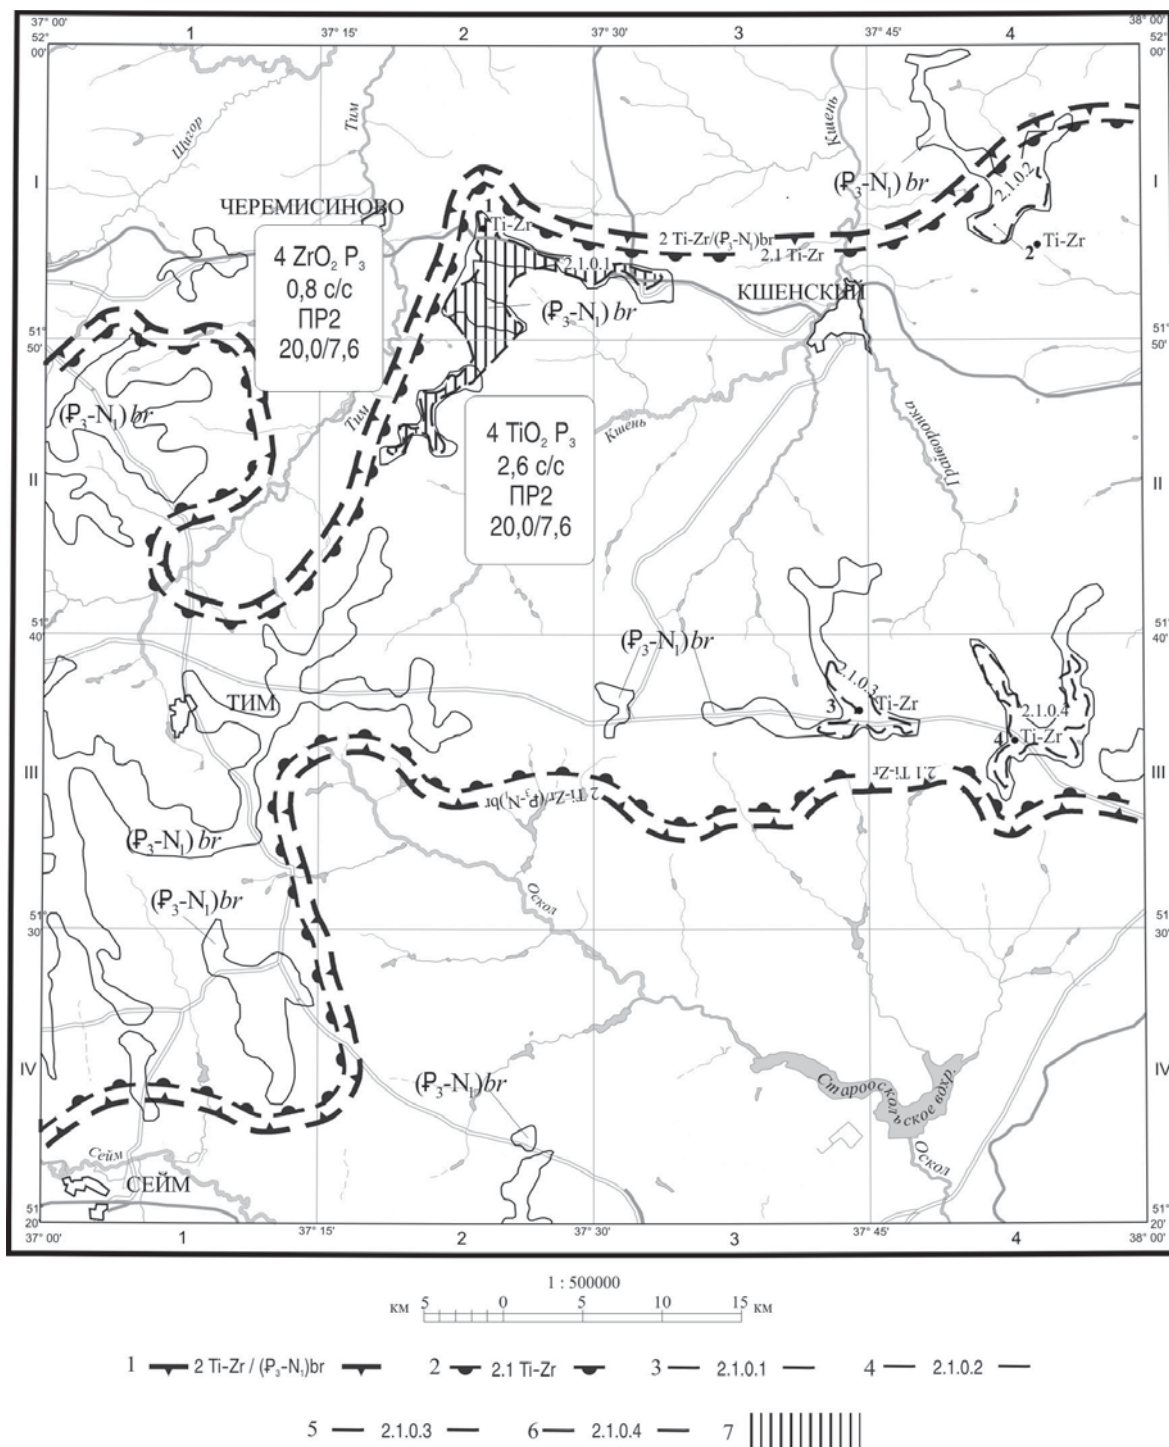 37° 00'
1
37° 15'
2
37° 30'
3
37° 45'
4
38° 00'
52° 00'
52° 00'
Щигор
Тим
Кшень
I
I
(₽₃-N₁)br
2.1.0.2
ЧЕРЕМИСИНОВО
1
Ti-Zr
2 Ti-Zr/(₽₃-N₁)br
2.1 Ti-Zr
2
Ti-Zr
4 ZrO₂ P₃
0,8 с/с
ПР2
20,0/7,6
2.1.0.1
КШЕНСКИЙ
(₽₃-N₁)br
51° 50'
51° 50'
(₽₃-N₁)br
Тим
Кшень
Грайворонка
4 TiO₂ P₃
2,6 с/с
ПР2
20,0/7,6
II
II
51° 40'
51° 40'
(₽₃-N₁)br
2.1.0.3
ТИМ
3
Ti-Zr
2.1.0.4
4
Ti-Zr
III
III
2 Ti-Zr/(₽₃-N₁)br
2.1 Ti-Zr
(₽₃-N₁)br
(₽₃-N₁)br
Оскол
51° 30'
51° 30'
IV
IV
(₽₃-N₁)br
Старооскольское вохр.
Сейм
Оскол
СЕЙМ
51° 20'
51° 20'
37° 00'
1
37° 15'
2
37° 30'
3
37° 45'
4
38° 00'
1 : 500000
км 5 0 5 10 15 км
1 2 Ti-Zr / (₽₃-N₁)br 2 2.1 Ti-Zr 3 2.1.0.1 4 2.1.0.2
5 2.1.0.3 6 2.1.0.4 7